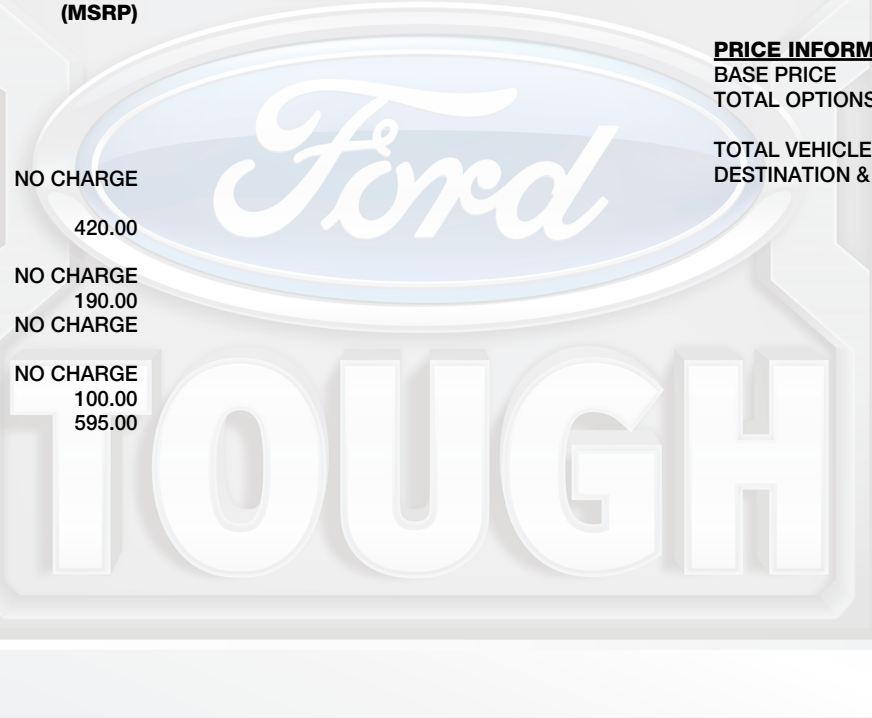 (MSRP)
NO CHARGE
420.00
NO CHARGE
190.00
NO CHARGE
NO CHARGE
100.00
595.00
PRICE INFORM
BASE PRICE
TOTAL OPTIONS
TOTAL VEHICLE
DESTINATION &
Ford
TOUGH